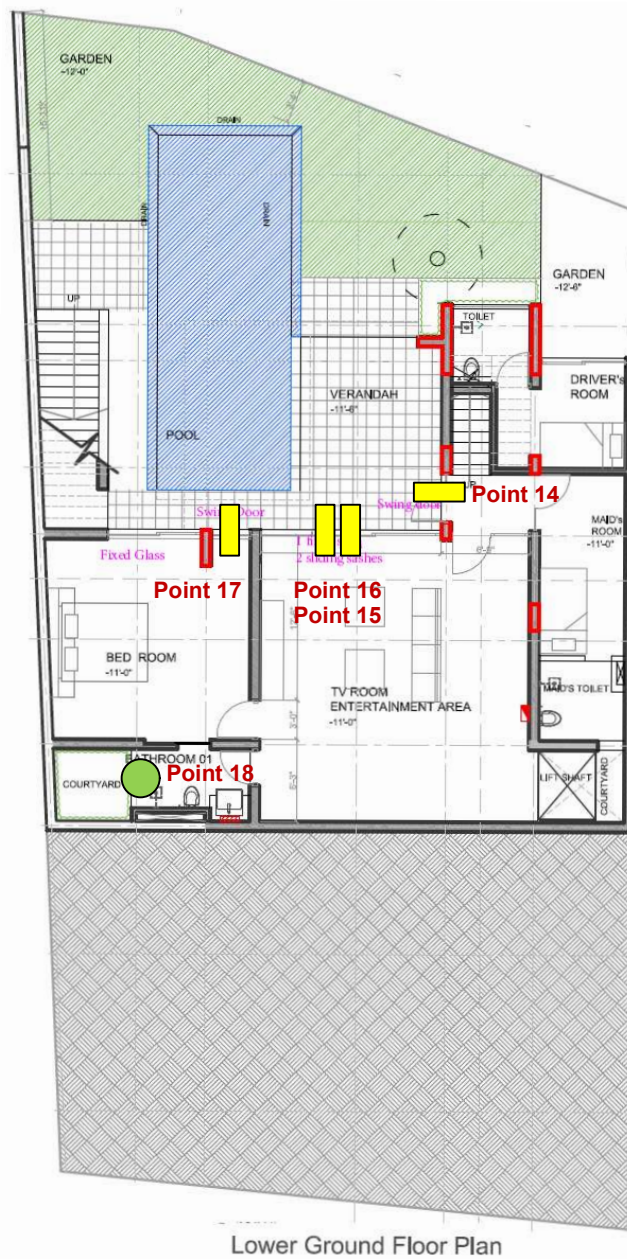 GARDEN
-12'-0"
DRAIN
DRAIN
DRAIN
GARDEN
-12'-6"
UP
TOILET
DRIVER's
ROOM
VERANDAH
-11'-6"
POOL
UP
Point 14
Swing Door
Swing door
MAID's
ROOM
-11'-0"
Fixed Glass
2 sliding sashes
Point 17
Point 16
Point 15
BED ROOM
-11'-0"
TV ROOM
ENTERTAINMENT AREA
-11'-0"
MAID'S TOILET
3'-0"
BATHROOM 01
Point 18
COURTYARD
LIFT SHAFT
COURTYARD
Lower Ground Floor Plan